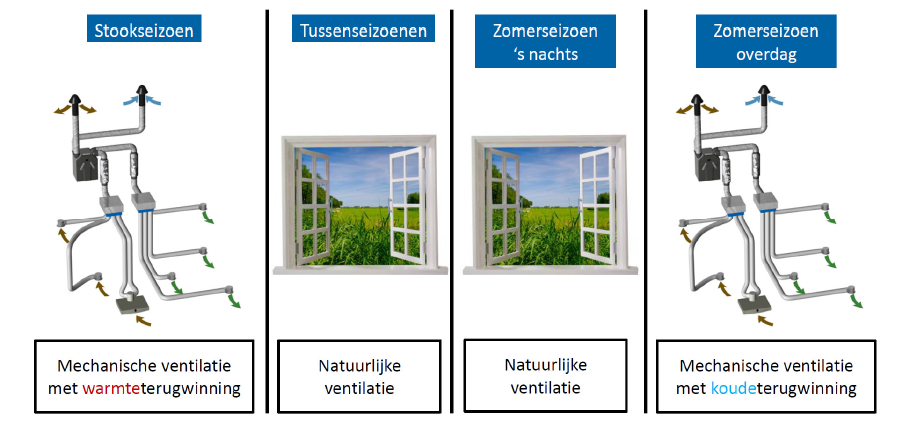 Stookseizoen
Tussenseizoenen
Zomerseizoen
‘s nachts
Zomerseizoen
overdag
Mechanische ventilatie
met warmteterugwinning
Natuurlijke
ventilatie
Natuurlijke
ventilatie
Mechanische ventilatie
met koudeterugwinning